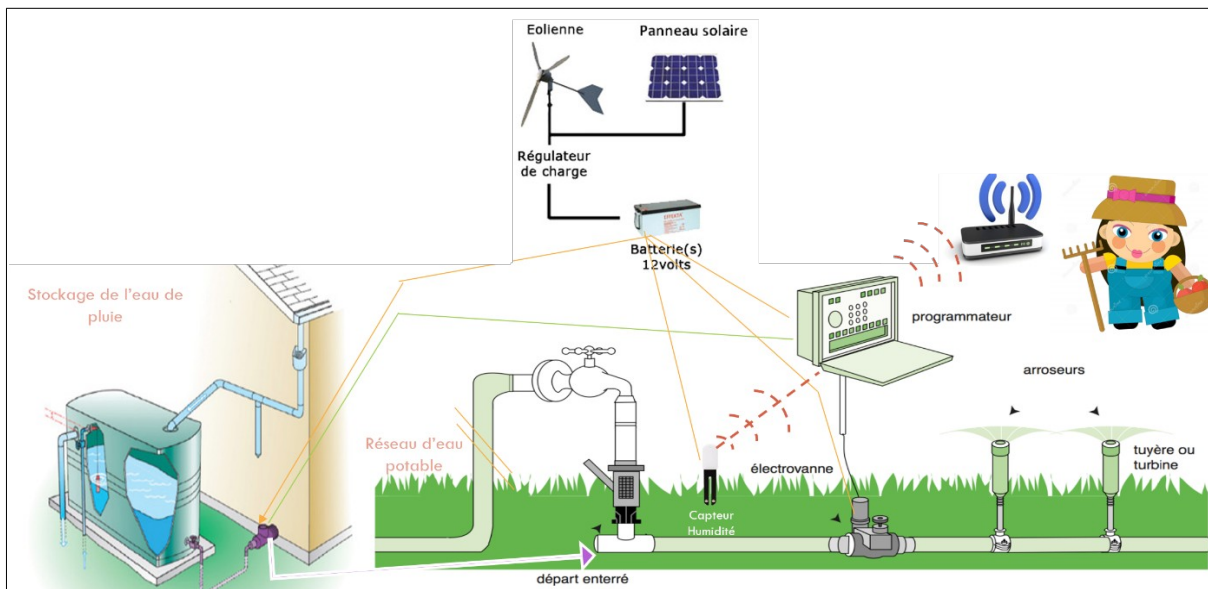 Eolienne
Panneau solaire
Régulateur
de charge
Batterie(s)
12volts
Stockage de l'eau de
pluie
programmateur
arroseurs
Réseau d'eau
potable
électrovanne
tuyère ou
turbine
Capteur
Humidité
départ enterré